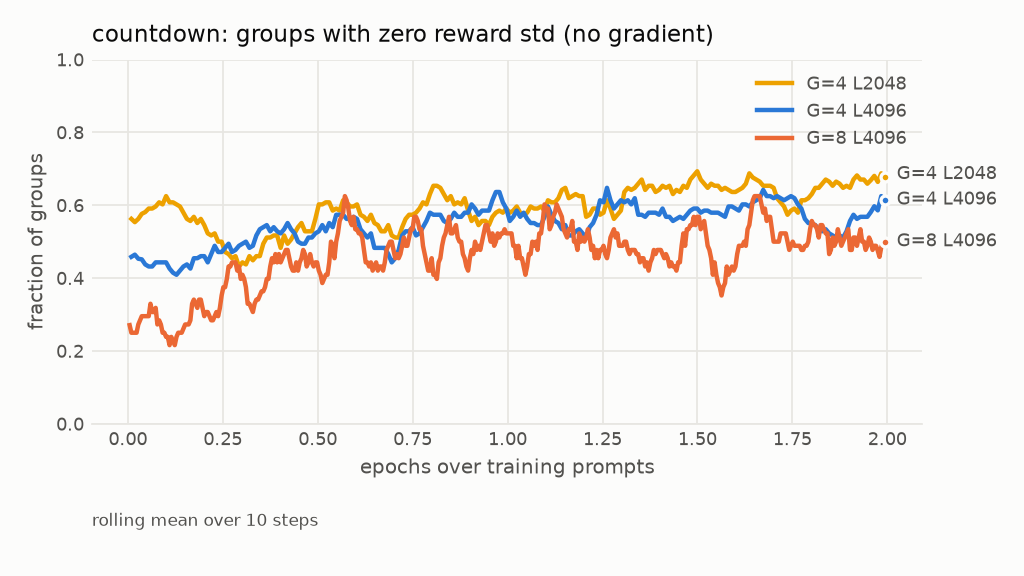 countdown: groups with zero reward std (no gradient)
1.0
0.8
0.6
0.4
0.2
0.0
fraction of groups
G=4 L2048
G=4 L4096
G=8 L4096
G=4 L2048
G=4 L4096
G=8 L4096
0.00 0.25 0.50 0.75 1.00 1.25 1.50 1.75 2.00
epochs over training prompts
rolling mean over 10 steps